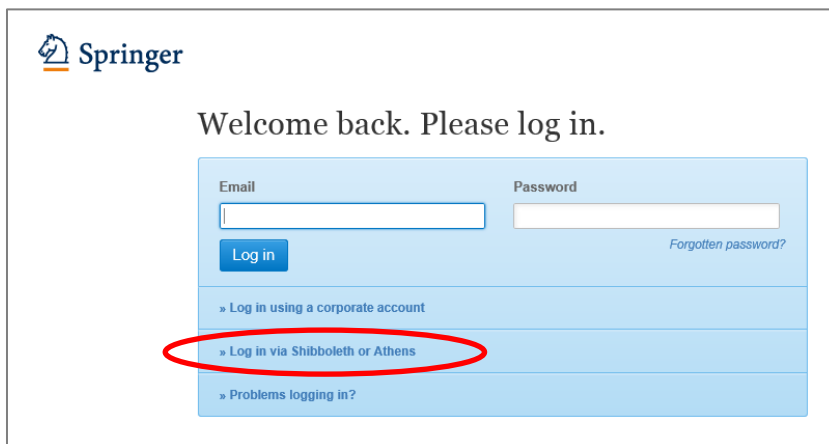 Springer
Welcome back. Please log in.
Email Password
Log in Forgotten password?
» Log in using a corporate account
» Log in via Shibboleth or Athens
» Problems logging in?